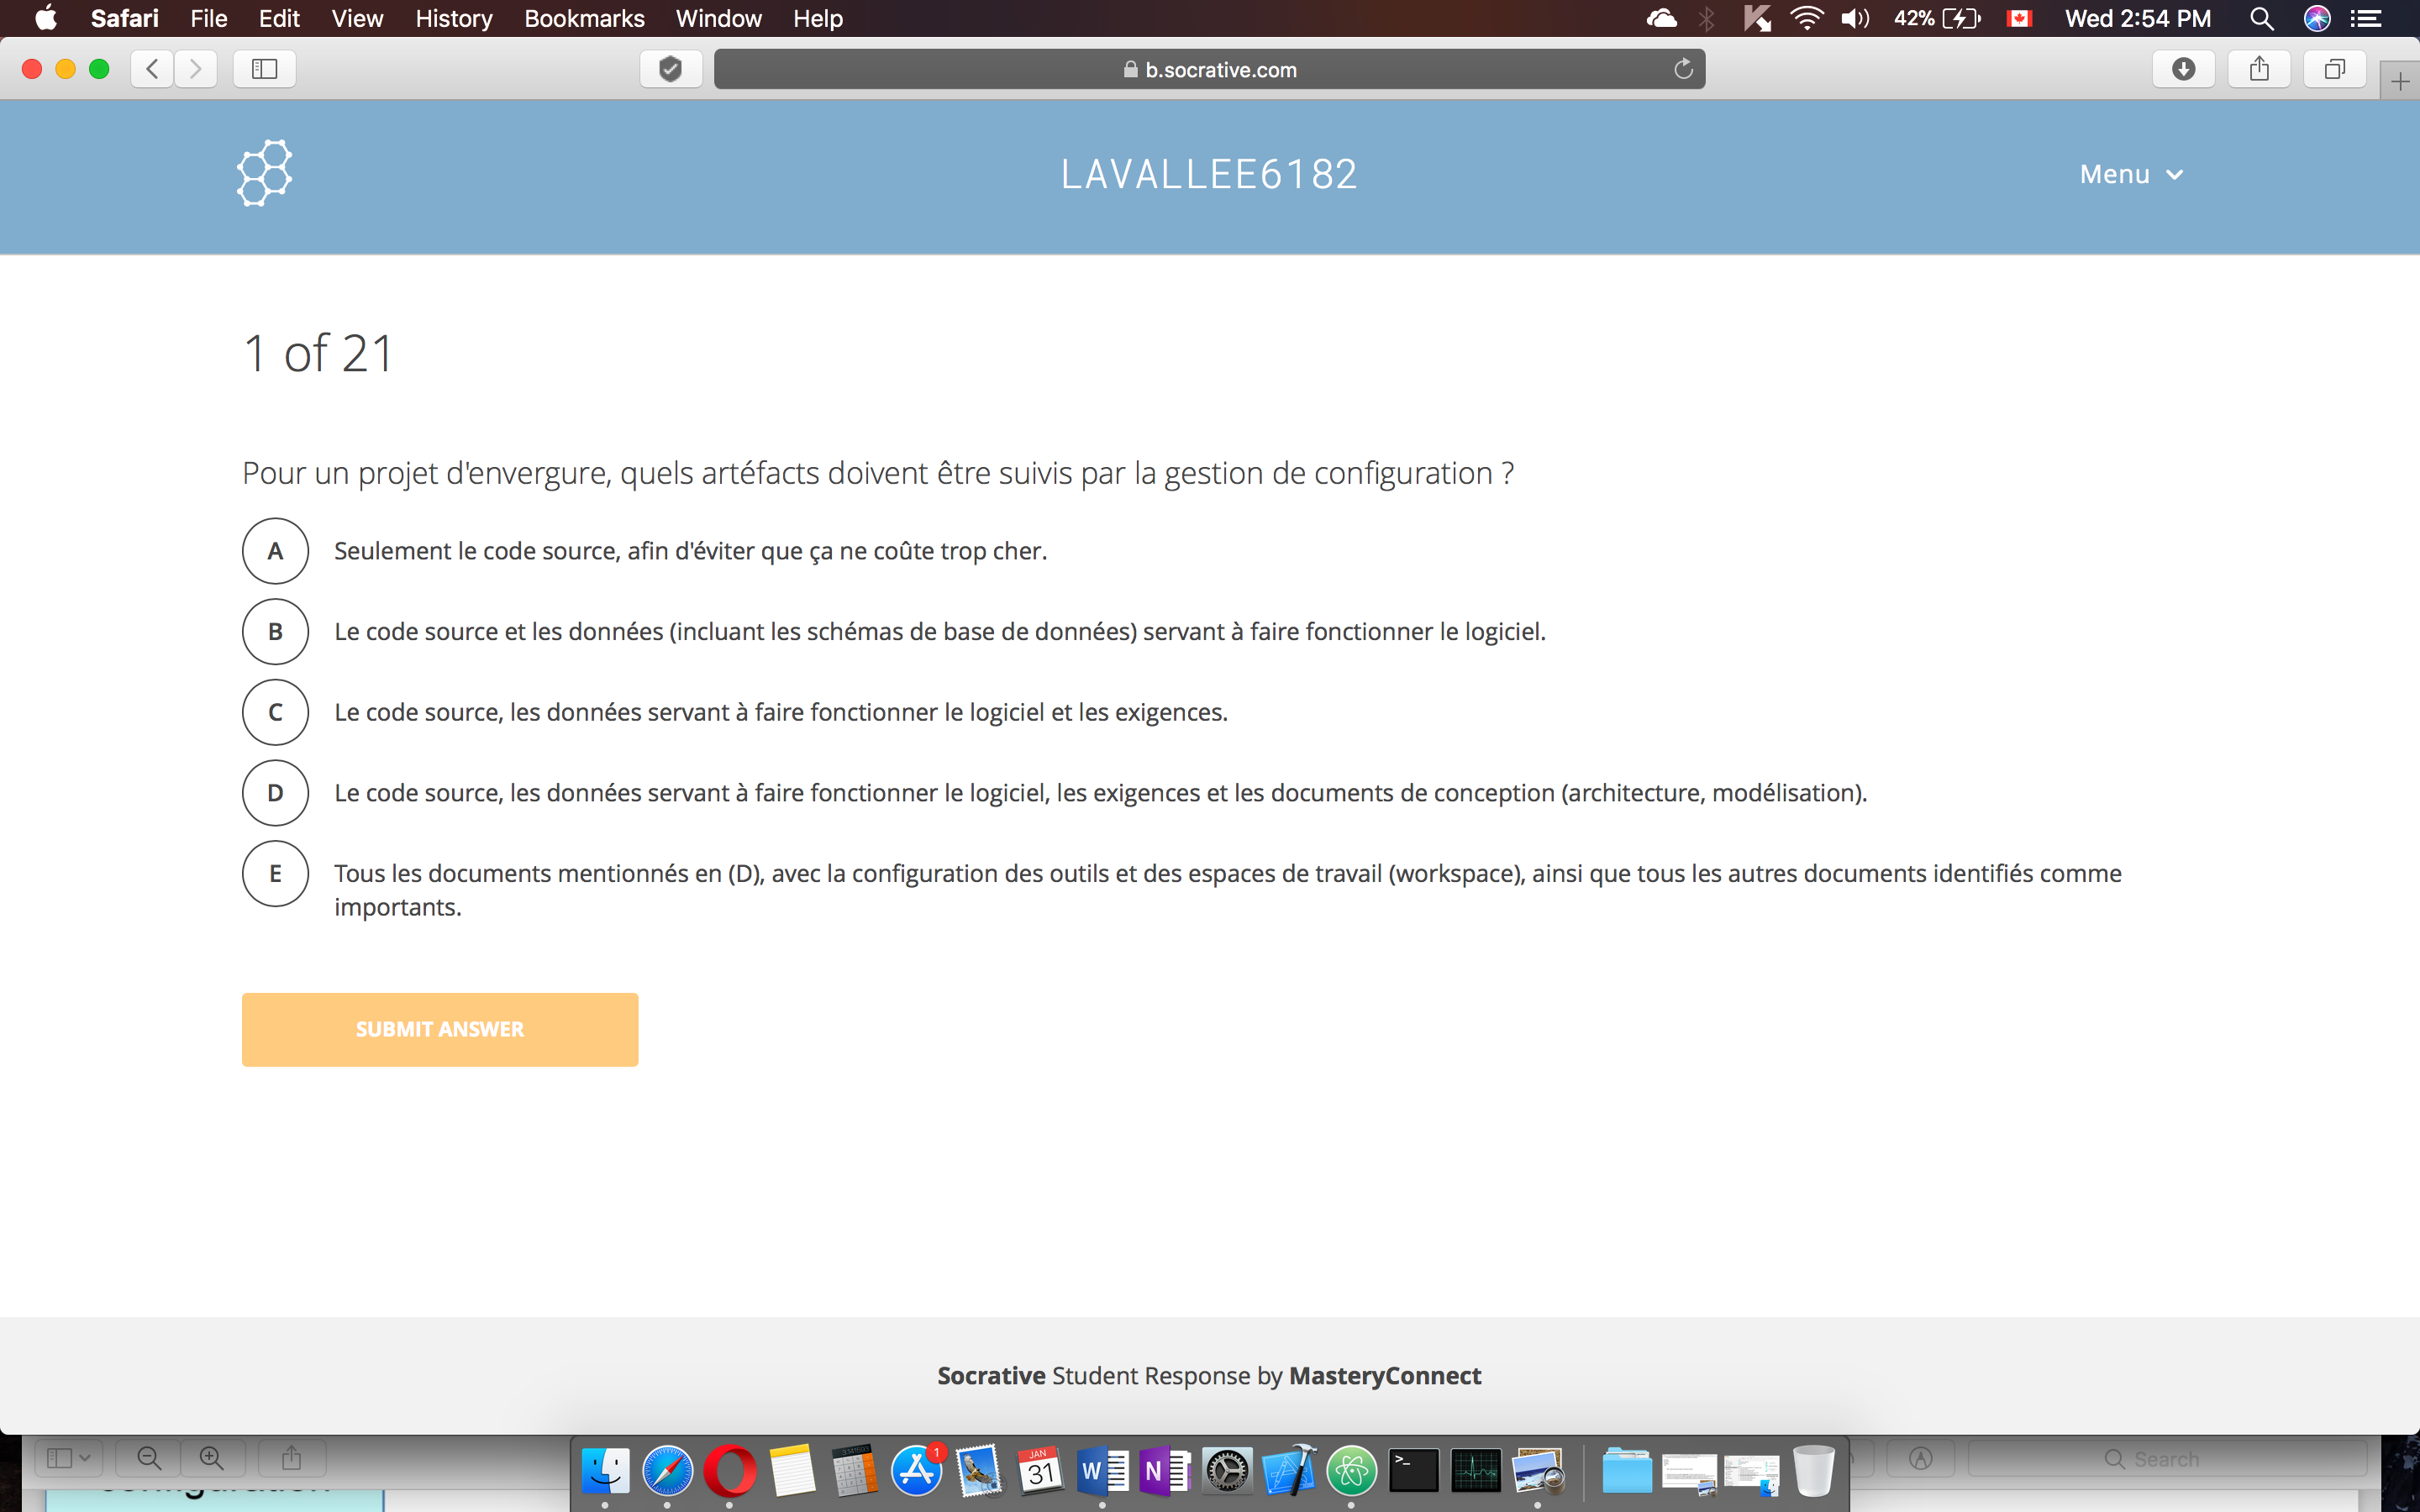 Safari File Edit View History Bookmarks Window Help 42% Wed 2:54 PM
b.socrative.com
LAVALLEE6182
Menu
1 of 21
Pour un projet d'envergure, quels artéfacts doivent être suivis par la gestion de configuration ?
A Seulement le code source, afin d'éviter que ça ne coûte trop cher.
B Le code source et les données (incluant les schémas de base de données) servant à faire fonctionner le logiciel.
C Le code source, les données servant à faire fonctionner le logiciel et les exigences.
D Le code source, les données servant à faire fonctionner le logiciel, les exigences et les documents de conception (architecture, modélisation).
E Tous les documents mentionnés en (D), avec la configuration des outils et des espaces de travail (workspace), ainsi que tous les autres documents identifiés comme
importants.
SUBMIT ANSWER
Socrative Student Response by MasteryConnect
1
JAN
31
W
N
Search